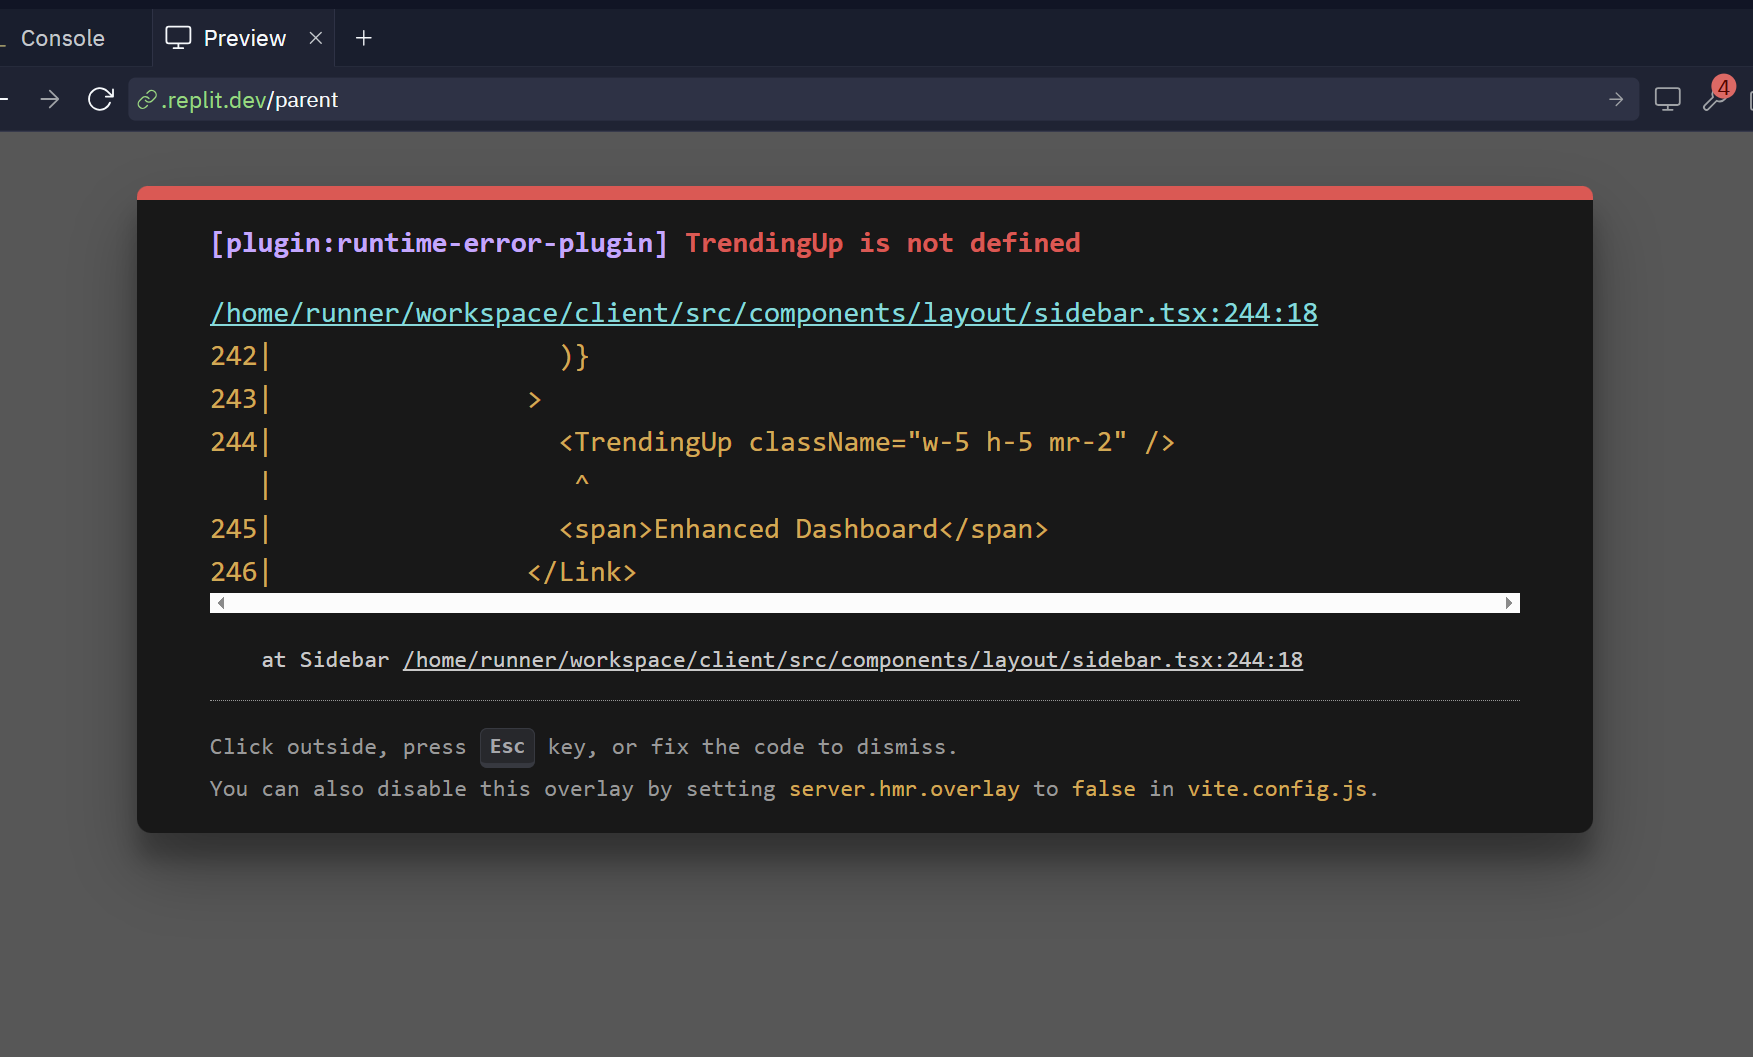 Console
Preview
.replit.dev/parent
4
[plugin:runtime-error-plugin] TrendingUp is not defined
/home/runner/workspace/client/src/components/layout/sidebar.tsx:244:18
242|                  )}
243|                >
244|                  <TrendingUp className="w-5 h-5 mr-2" />
   |                   ^
245|                  <span>Enhanced Dashboard</span>
246|                </Link>
at Sidebar /home/runner/workspace/client/src/components/layout/sidebar.tsx:244:18
Click outside, press Esc key, or fix the code to dismiss.
You can also disable this overlay by setting server.hmr.overlay to false in vite.config.js.